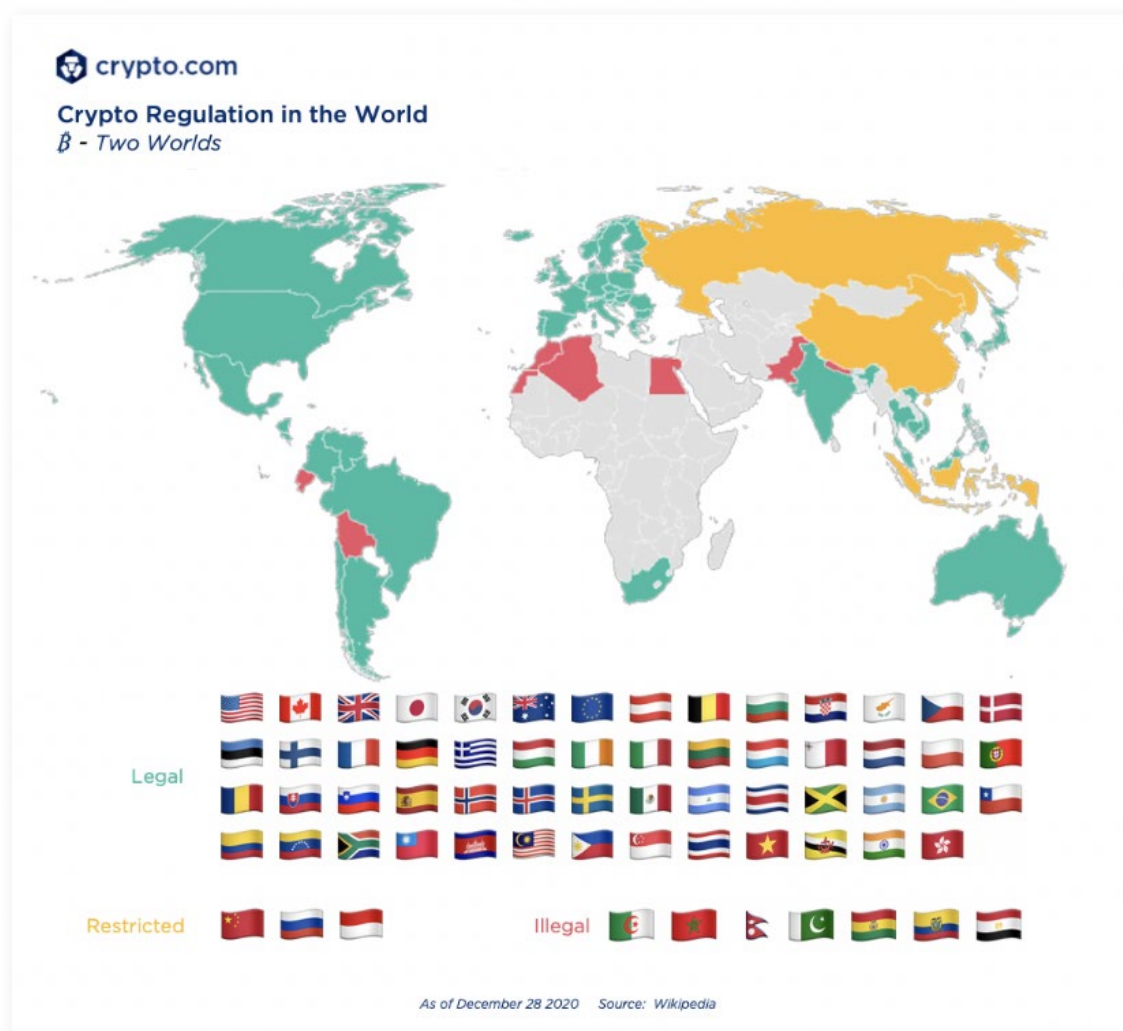 crypto.com
Crypto Regulation in the World
₿ - Two Worlds
Legal
Restricted
Illegal
As of December 28 2020 Source: Wikipedia